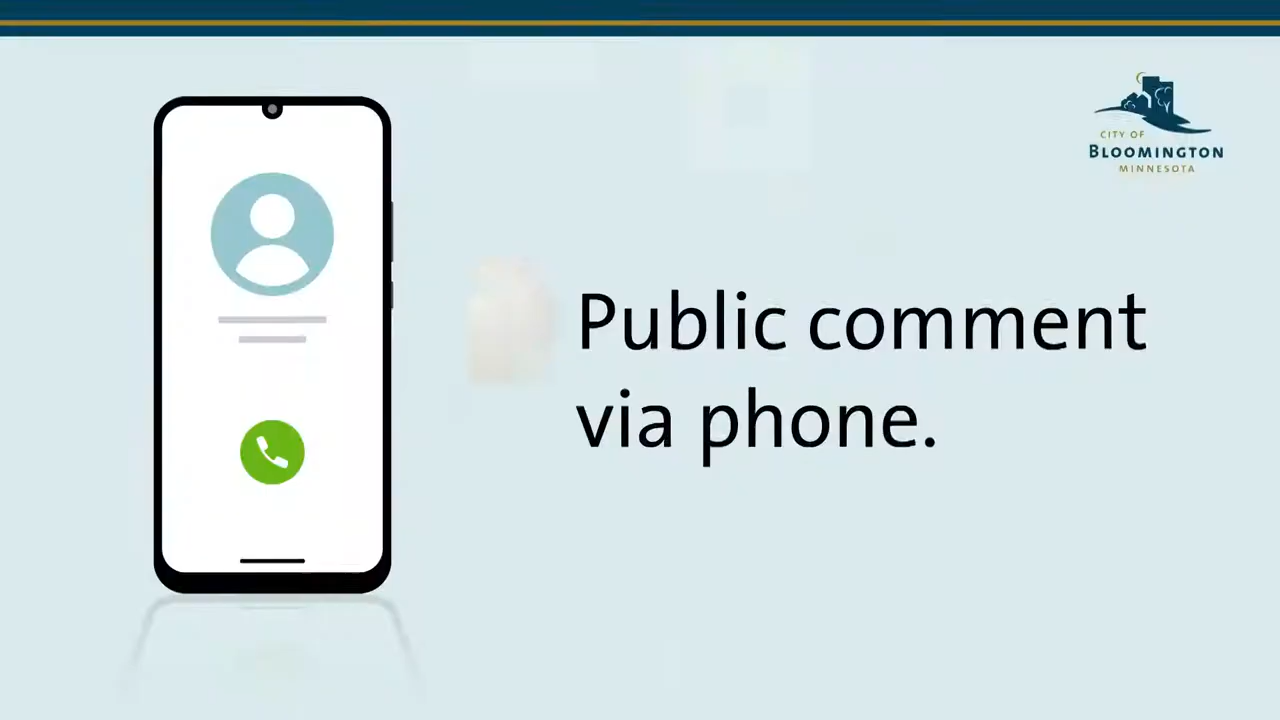 CITY OF
BLOOMINGTON
MINNESOTA
Public comment
via phone.